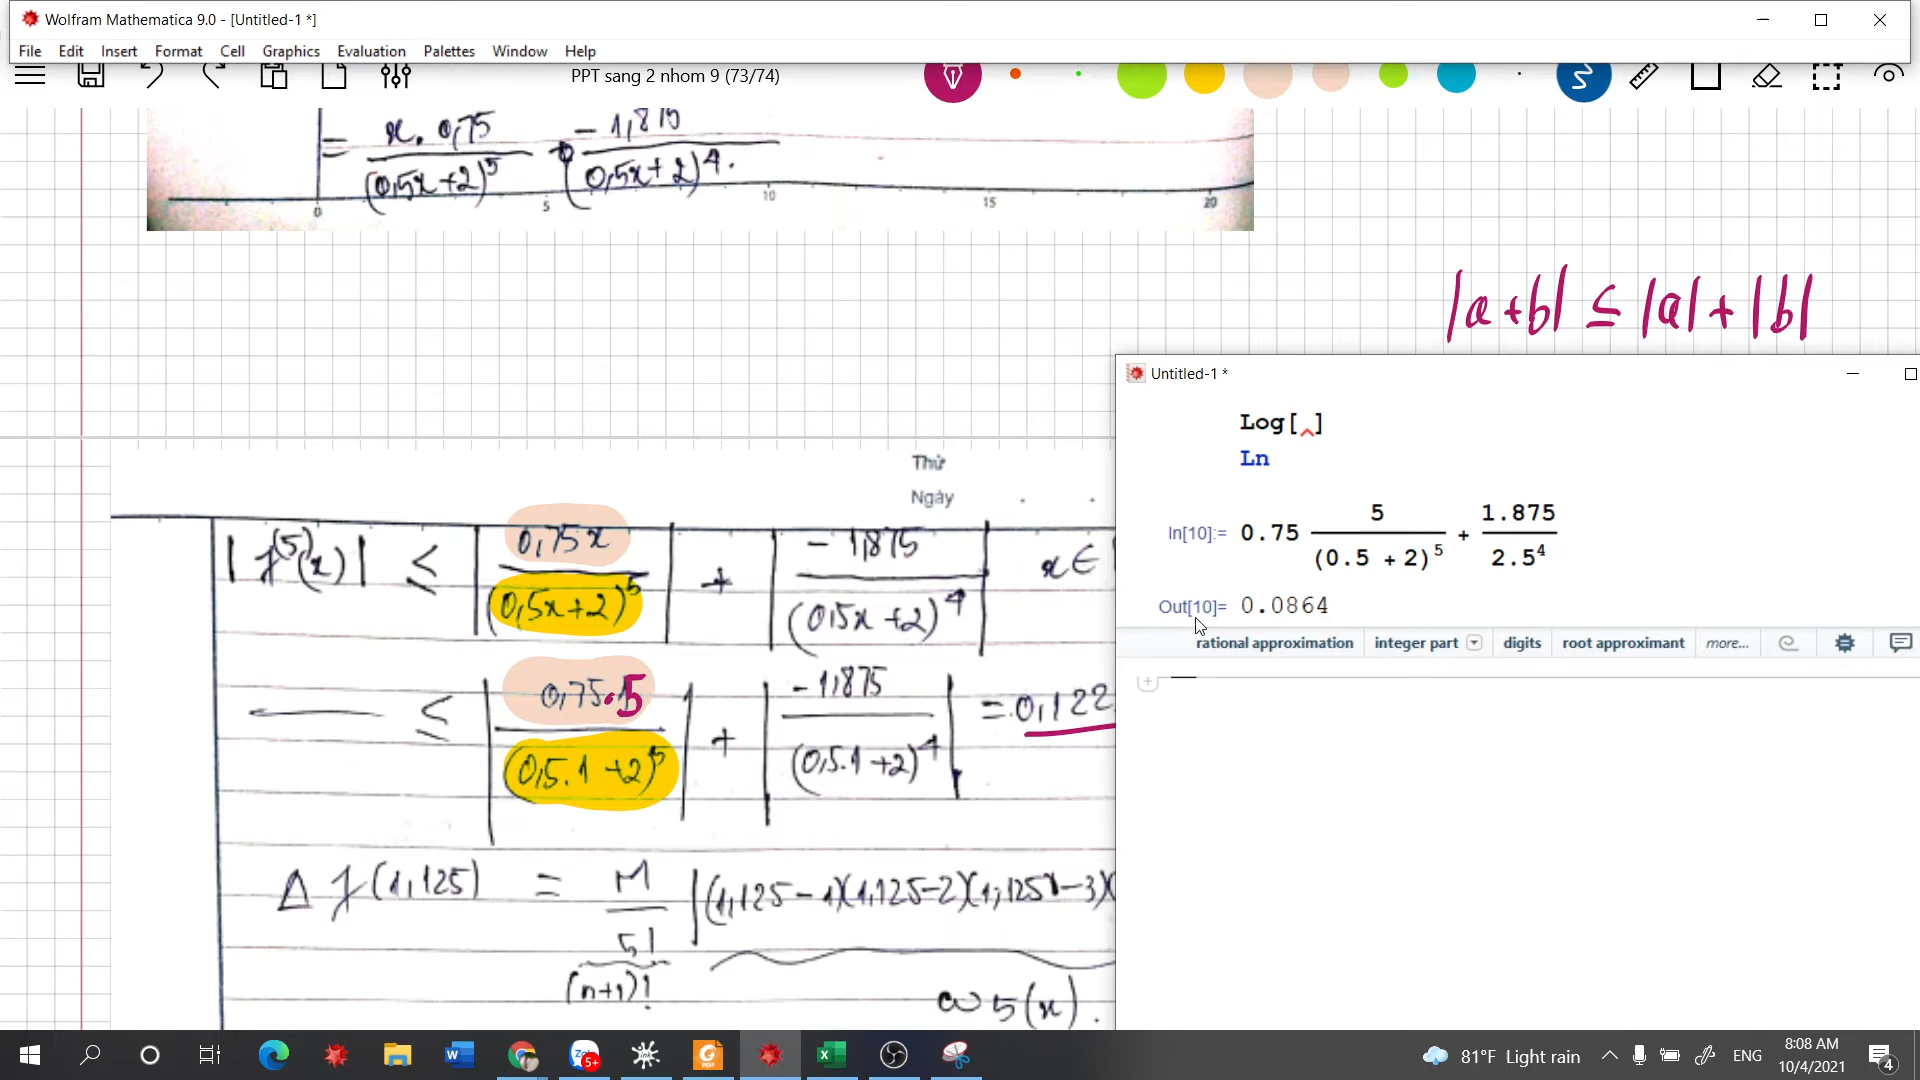 Wolfram Mathematica 9.0 - [Untitled-1 *]
File Edit Insert Format Cell Graphics Evaluation Palettes Window Help
PPT sang 2 nhom 9 (73/74)
= x. 0,75 / (0,5x+2)^5 + - 1,875 / (0,5x+2)^4.
0 5 10 15 20
|a+b| ≤ |a| + |b|
Untitled-1 *
Log[ ]
Ln
In[10]:= 0.75 5 / (0.5 + 2)^5 + 1.875 / 2.5^4
Out[10]= 0.0864
rational approximation integer part digits root approximant more...
Thứ
Ngày
|f^(5)(x)| ≤ |0,75x / (0,5x+2)^5| + |- 1,875 / (0,5x+2)^4| x ∈
≤ |0,75.5 / (0,5.1+2)^5| + |- 1,875 / (0,5.1+2)^4| = 0,122
Δ f(1,125) = M / 5! |(1,125-1)(1,125-2)(1,125-3)(
(n+1)!
ω5(x).
5+
81°F Light rain
ENG
8:08 AM
10/4/2021
4